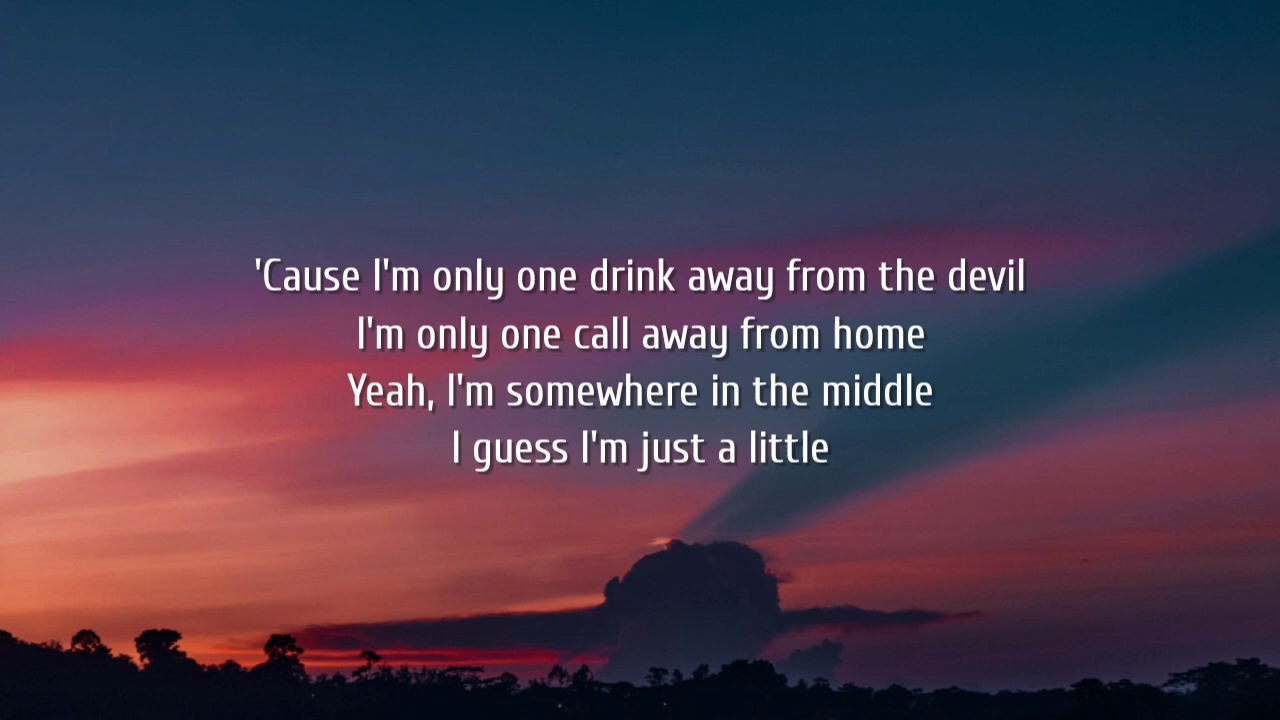 'Cause I'm only one drink away from the devil
I'm only one call away from home
Yeah, I'm somewhere in the middle
I guess I'm just a little